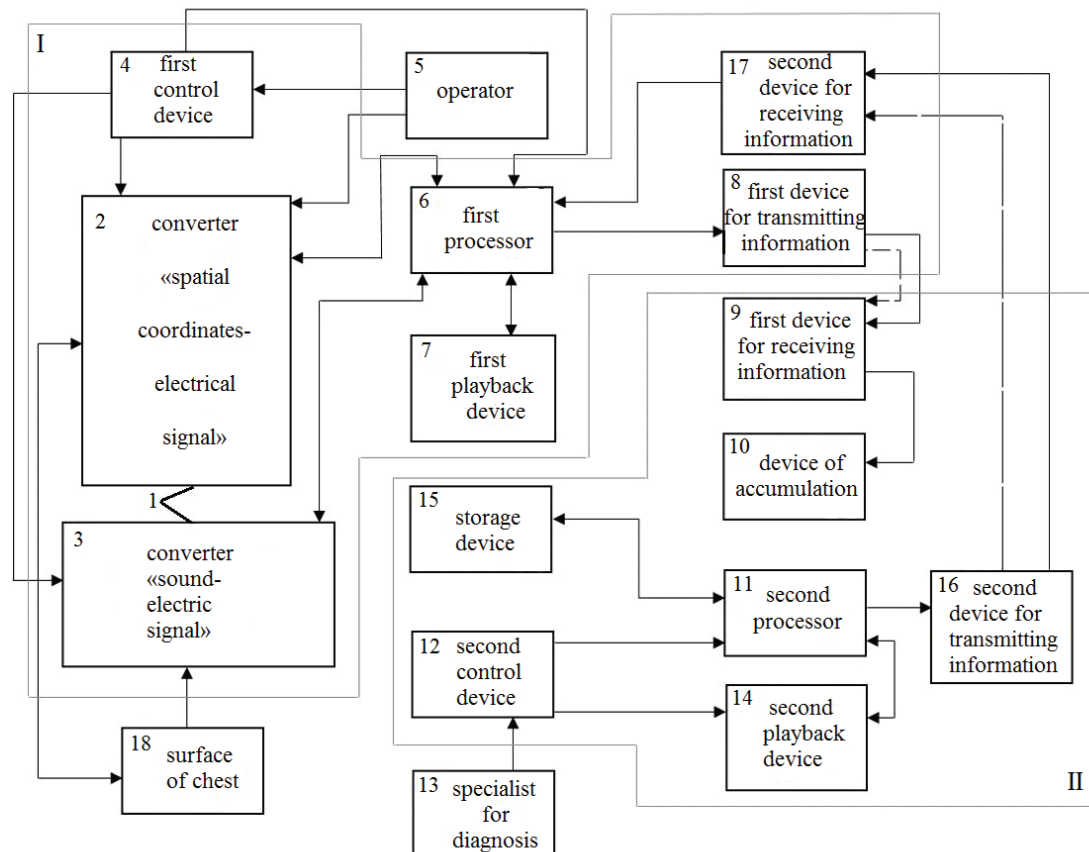 I
4 first
control
device
5
operator
17 second
device for
receiving
information
2
converter
«spatial
coordinates-
electrical
signal»
6 first
processor
8
first device
for transmitting
information
7 first
playback
device
9 first device
for receiving
information
10
device of
accumulation
1
3
converter
«sound-
electric
signal»
15
storage
device
11 second
processor
16 second
device for
transmitting
information
12 second
control
device
14 second
playback
device
18
surface
of chest
13 specialist
for
diagnosis
II